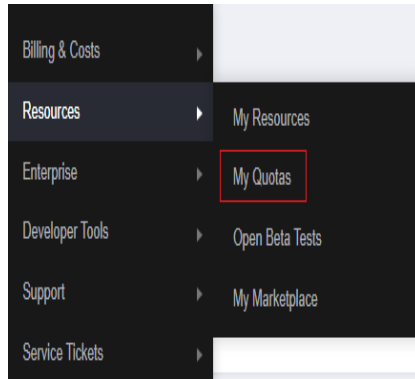 Billing & Costs
Resources
Enterprise
Developer Tools
Support
Service Tickets
My Resources
My Quotas
Open Beta Tests
My Marketplace